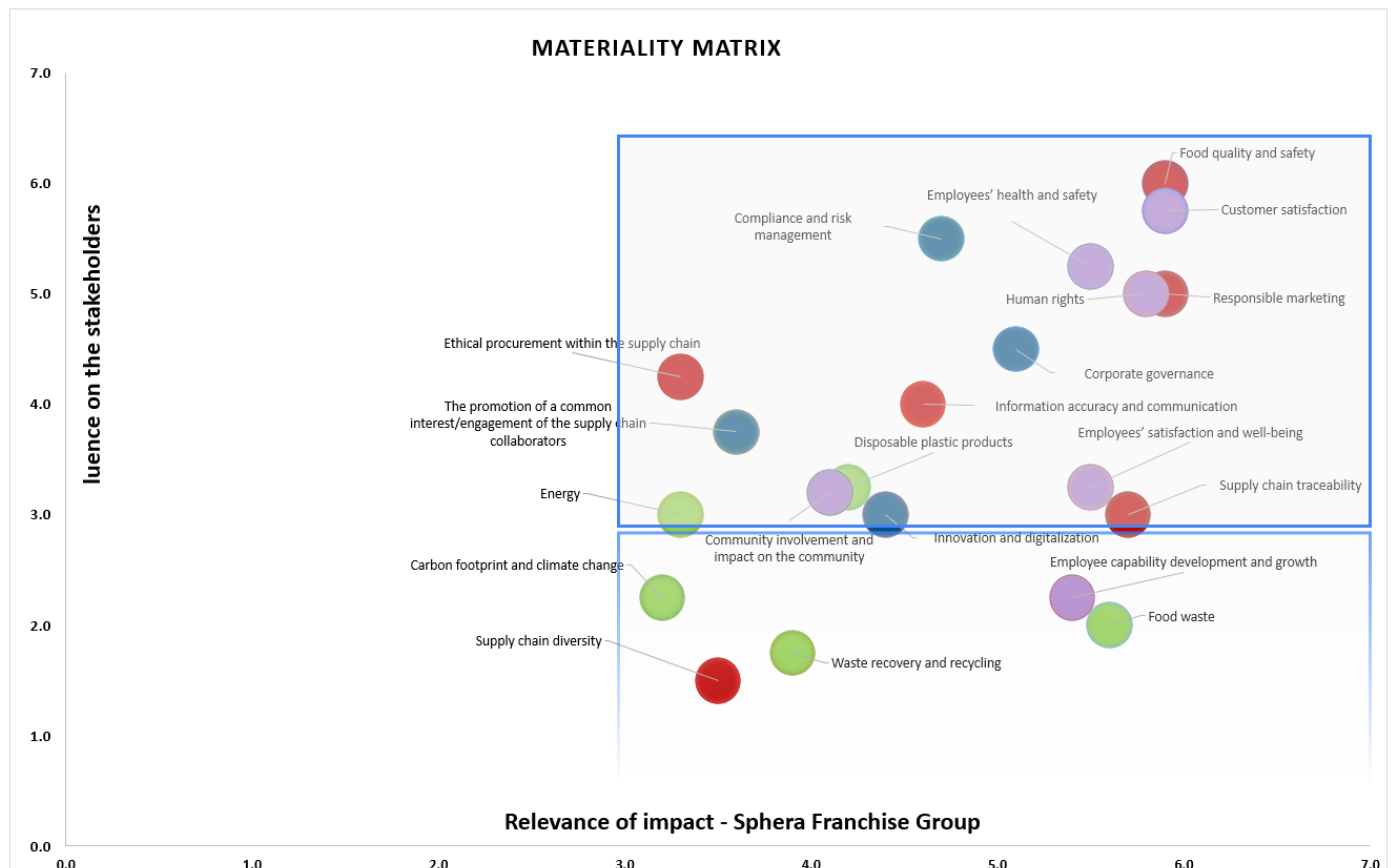 MATERIALITY MATRIX
7.0
6.0
5.0
4.0
3.0
2.0
1.0
0.0
luence on the stakeholders
Food quality and safety
Employees’ health and safety
Customer satisfaction
Compliance and risk
management
Human rights
Responsible marketing
Ethical procurement within the supply chain
Corporate governance
The promotion of a common
interest/engagement of the supply chain
collaborators
Information accuracy and communication
Employees’ satisfaction and well-being
Disposable plastic products
Supply chain traceability
Energy
Community involvement and
impact on the community
Innovation and digitalization
Carbon footprint and climate change
Employee capability development and growth
Food waste
Supply chain diversity
Waste recovery and recycling
Relevance of impact - Sphera Franchise Group
0.0 1.0 2.0 3.0 4.0 5.0 6.0 7.0